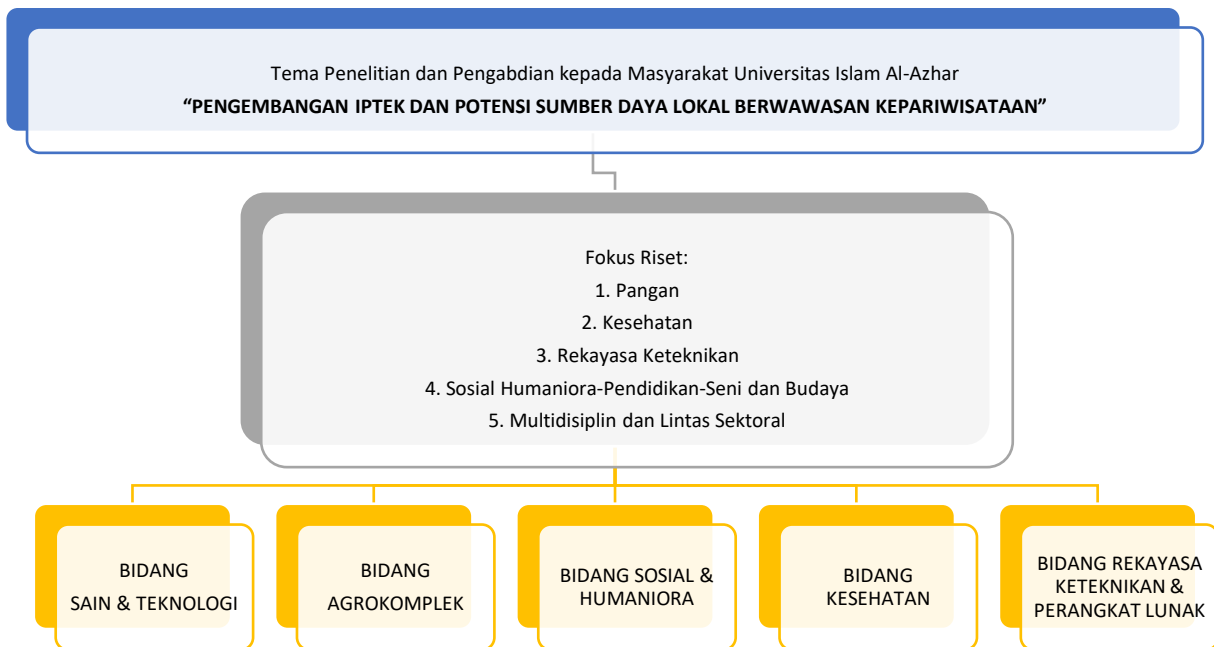 Tema Penelitian dan Pengabdian kepada Masyarakat Universitas Islam Al-Azhar
“PENGEMBANGAN IPTEK DAN POTENSI SUMBER DAYA LOKAL BERWAWASAN KEPARIWISATAAN”
Fokus Riset:
1. Pangan
2. Kesehatan
3. Rekayasa Keteknikan
4. Sosial Humaniora-Pendidikan-Seni dan Budaya
5. Multidisiplin dan Lintas Sektoral
BIDANG
SAIN & TEKNOLOGI
BIDANG
AGROKOMPLEK
BIDANG SOSIAL &
HUMANIORA
BIDANG
KESEHATAN
BIDANG REKAYASA
KETEKNIKAN &
PERANGKAT LUNAK